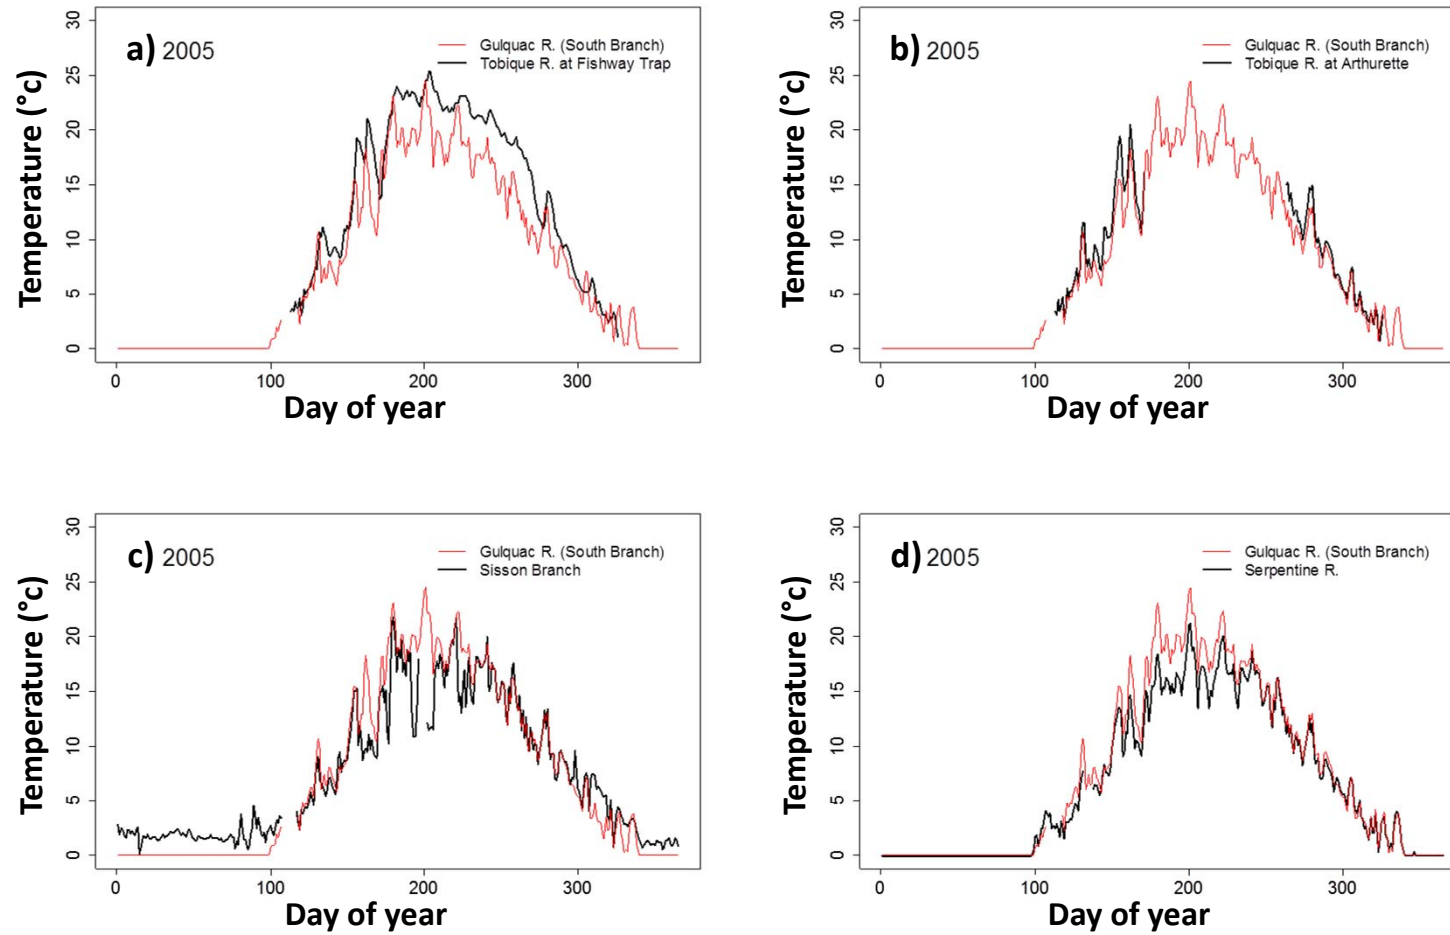 a) 2005
Gulquac R. (South Branch)
Tobique R. at Fishway Trap
Temperature (°c)
30
25
20
15
10
5
0
0 100 200 300
Day of year
b) 2005
Gulquac R. (South Branch)
Tobique R. at Arthurette
Temperature (°c)
30
25
20
15
10
5
0
0 100 200 300
Day of year
c) 2005
Gulquac R. (South Branch)
Sisson Branch
Temperature (°c)
30
25
20
15
10
5
0
0 100 200 300
Day of year
d) 2005
Gulquac R. (South Branch)
Serpentine R.
Temperature (°c)
30
25
20
15
10
5
0
0 100 200 300
Day of year